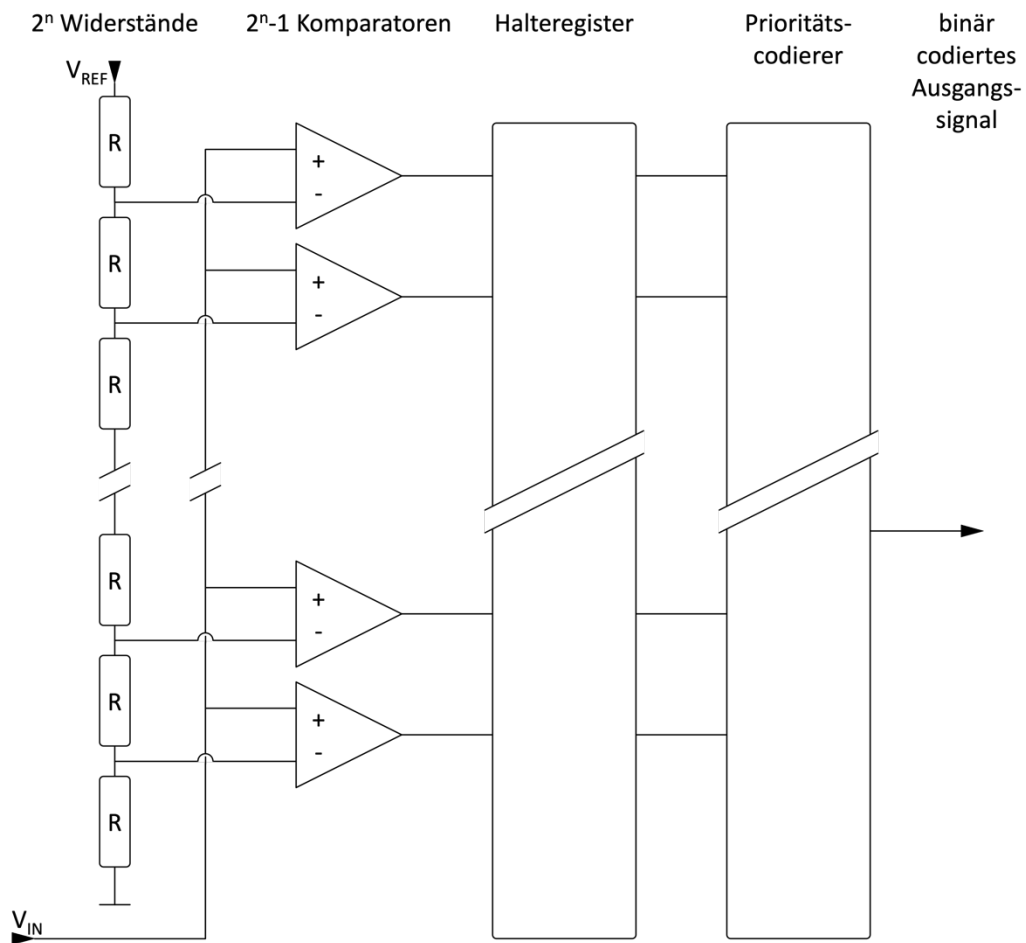 2ⁿ Widerstände
2ⁿ-1 Komparatoren
Halteregister
Prioritäts-
codierer
binär
codiertes
Ausgangs-
signal
V_REF
R
+
-
R
+
-
R
R
+
-
R
+
-
R
V_IN